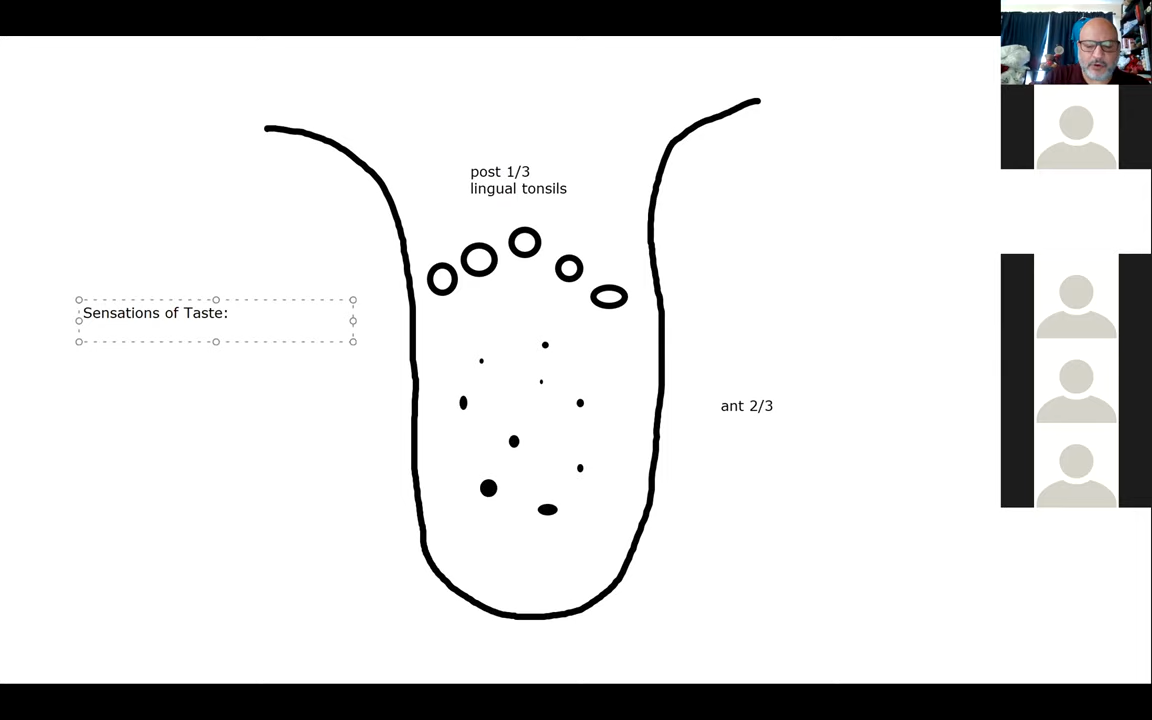 post 1/3
lingual tonsils
Sensations of Taste:
ant 2/3